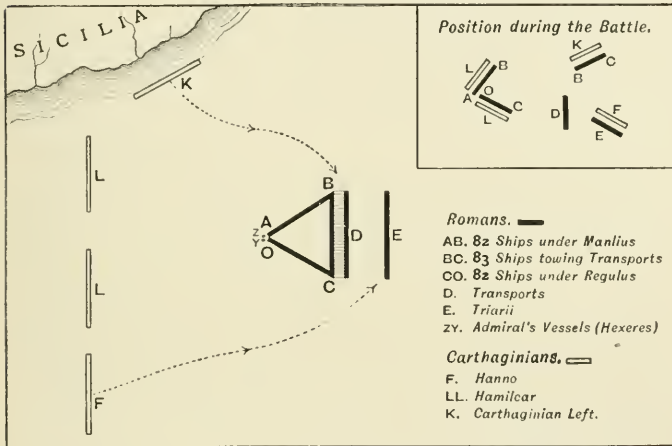 SICILIA
K
L
L
F
B
A
Z
Y
O
D
E
C
Position during the Battle.
K
B C
L B
O
A C
L
D
F
E
Romans.
AB. 82 Ships under Manlius
BC. 83 Ships towing Transports
CO. 82 Ships under Regulus
D. Transports
E. Triarii
ZY. Admiral's Vessels (Hexeres)
Carthaginians.
F. Hanno
LL. Hamilcar
K. Carthaginian Left.